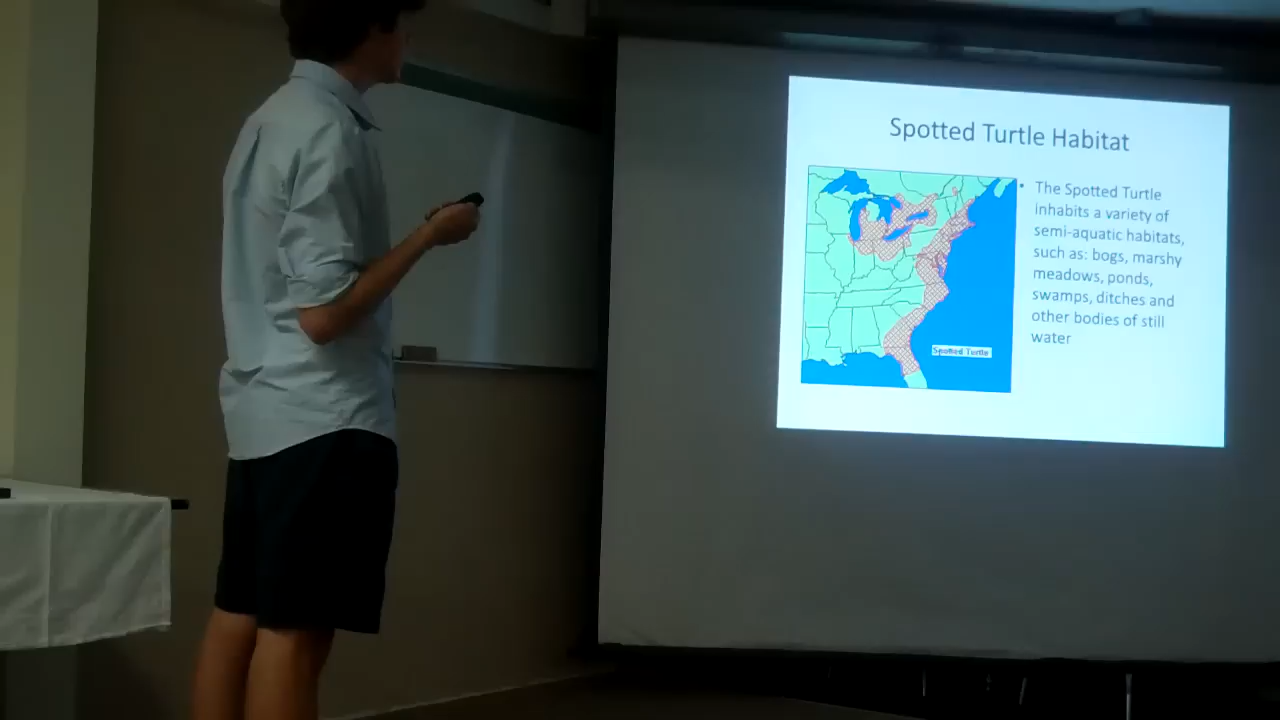 Spotted Turtle Habitat
• The Spotted Turtle
inhabits a variety of
semi-aquatic habitats,
such as: bogs, marshy
meadows, ponds,
swamps, ditches and
other bodies of still
water
Spotted Turtle